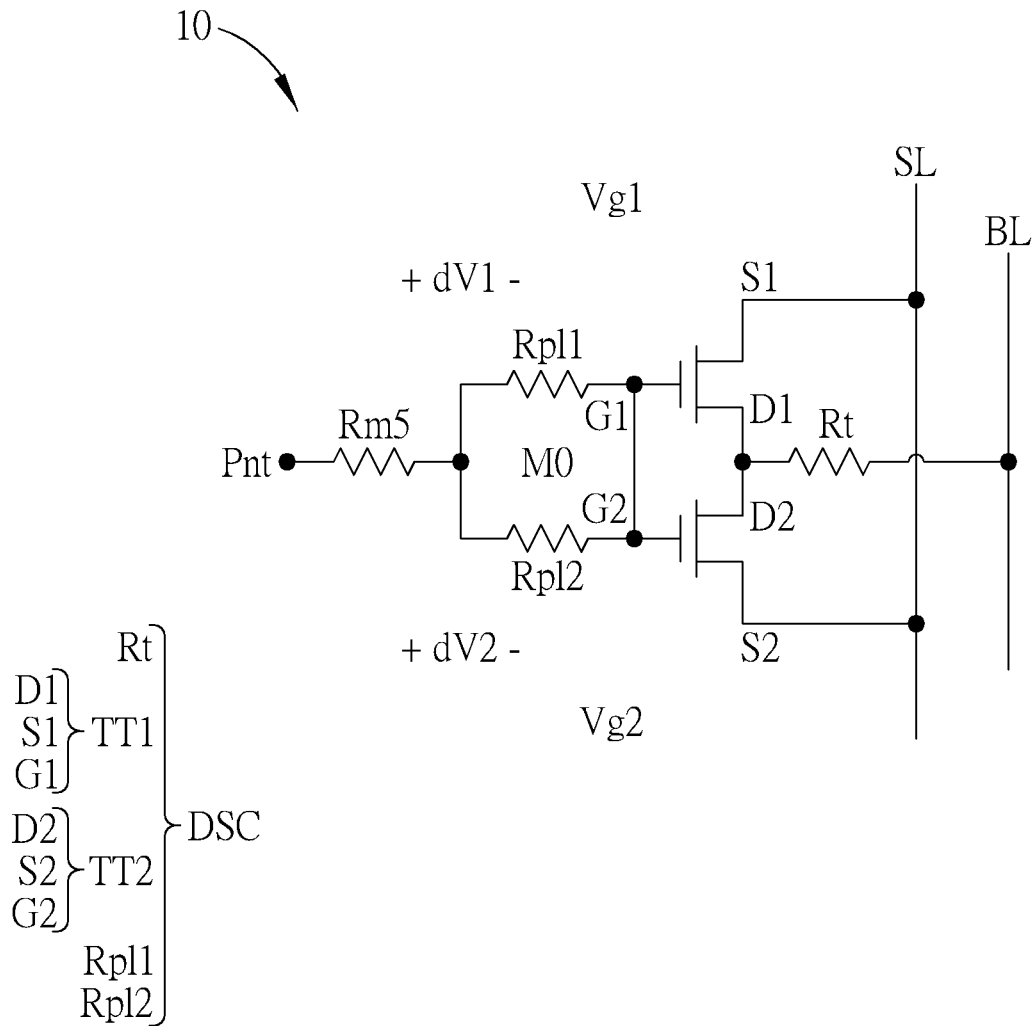 10
SL
Vg1
BL
+ dV1 -
S1
Rpl1
G1
D1
Rt
Rm5
Pnt
M0
G2
D2
Rpl2
+ dV2 -
S2
Vg2
Rt
D1
S1
TT1
G1
DSC
D2
S2
TT2
G2
Rpl1
Rpl2